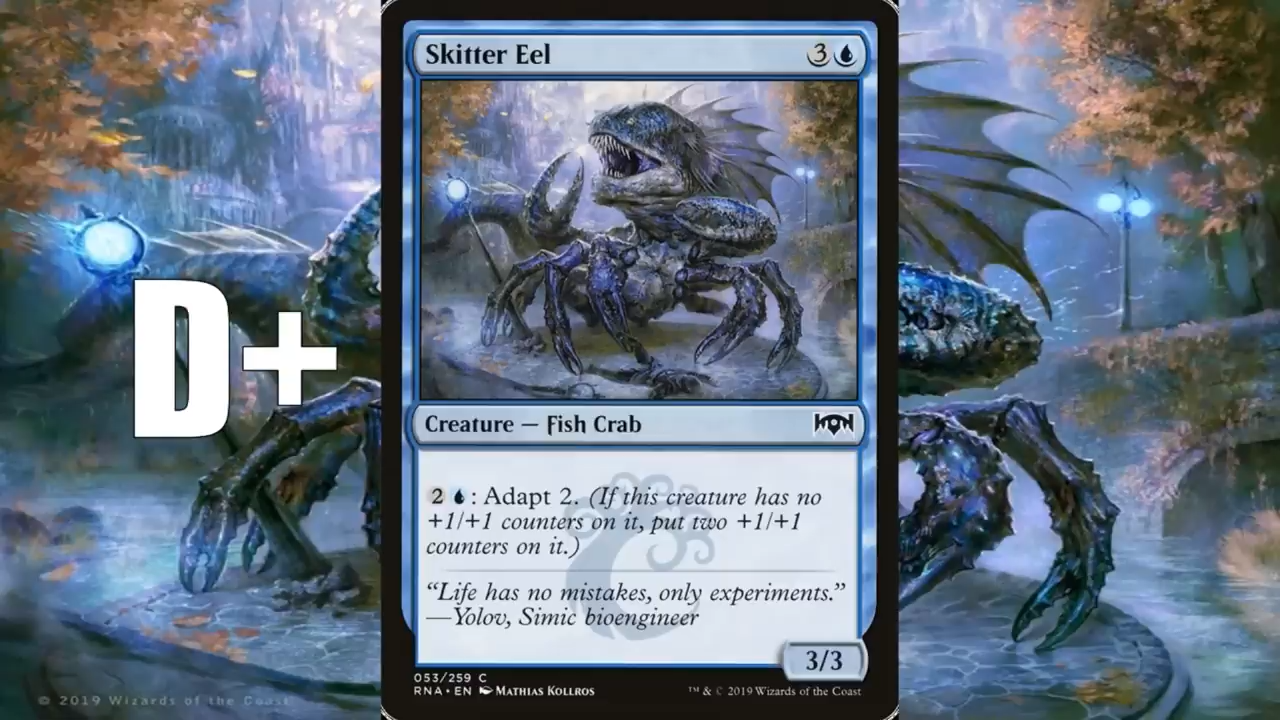 D+
Skitter Eel 3
Creature — Fish Crab
2 : Adapt 2. (If this creature has no
+1/+1 counters on it, put two +1/+1
counters on it.)
“Life has no mistakes, only experiments.”
—Yolov, Simic bioengineer
3/3
053/259 C
RNA • EN Mathias Kollros
™ & © 2019 Wizards of the Coast
© 2019 Wizards of the Coast